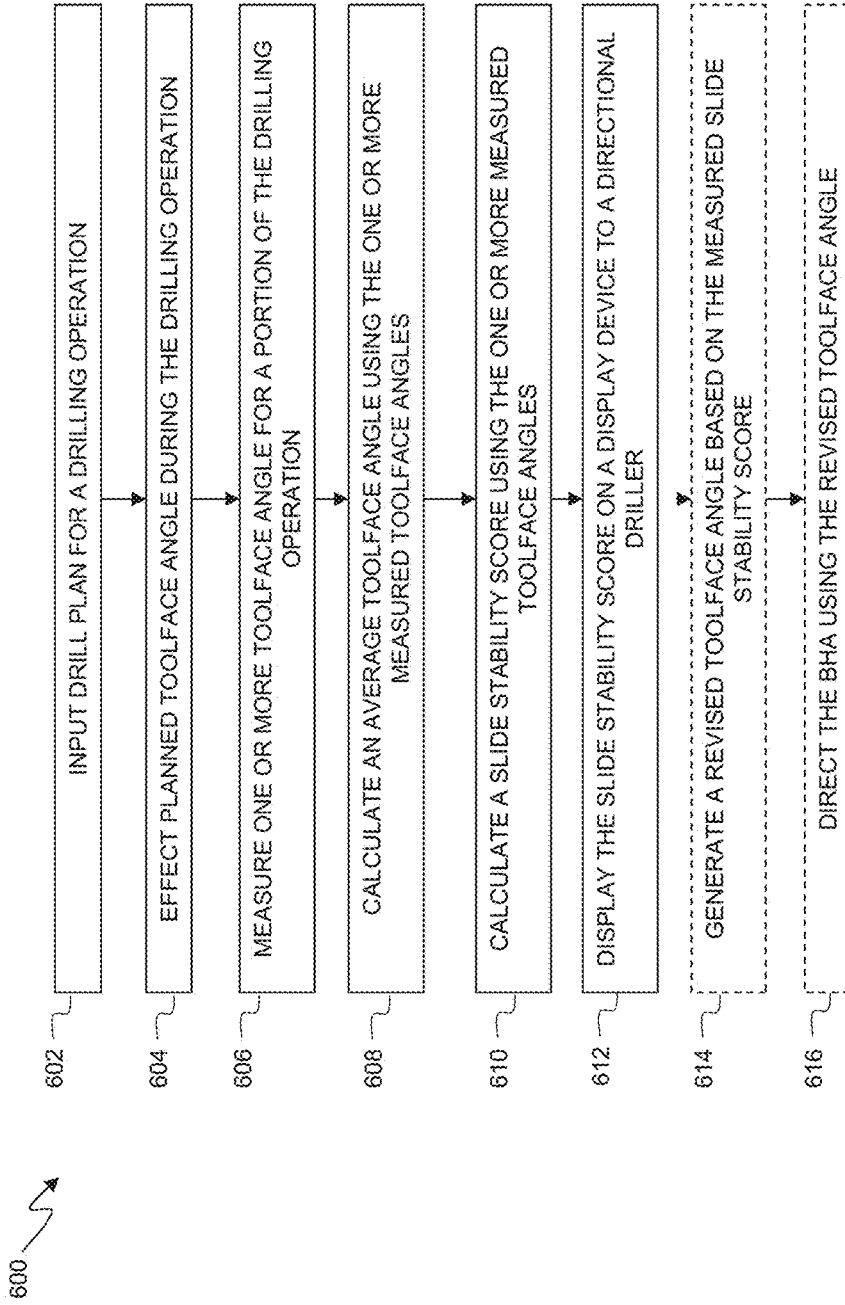 600
602
INPUT DRILL PLAN FOR A DRILLING OPERATION
604
EFFECT PLANNED TOOLFACE ANGLE DURING THE DRILLING OPERATION
606
MEASURE ONE OR MORE TOOLFACE ANGLE FOR A PORTION OF THE DRILLING
OPERATION
608
CALCULATE AN AVERAGE TOOLFACE ANGLE USING THE ONE OR MORE
MEASURED TOOLFACE ANGLES
610
CALCULATE A SLIDE STABILITY SCORE USING THE ONE OR MORE MEASURED
TOOLFACE ANGLES
612
DISPLAY THE SLIDE STABILITY SCORE ON A DISPLAY DEVICE TO A DIRECTIONAL
DRILLER
614
GENERATE A REVISED TOOLFACE ANGLE BASED ON THE MEASURED SLIDE
STABILITY SCORE
616
DIRECT THE BHA USING THE REVISED TOOLFACE ANGLE